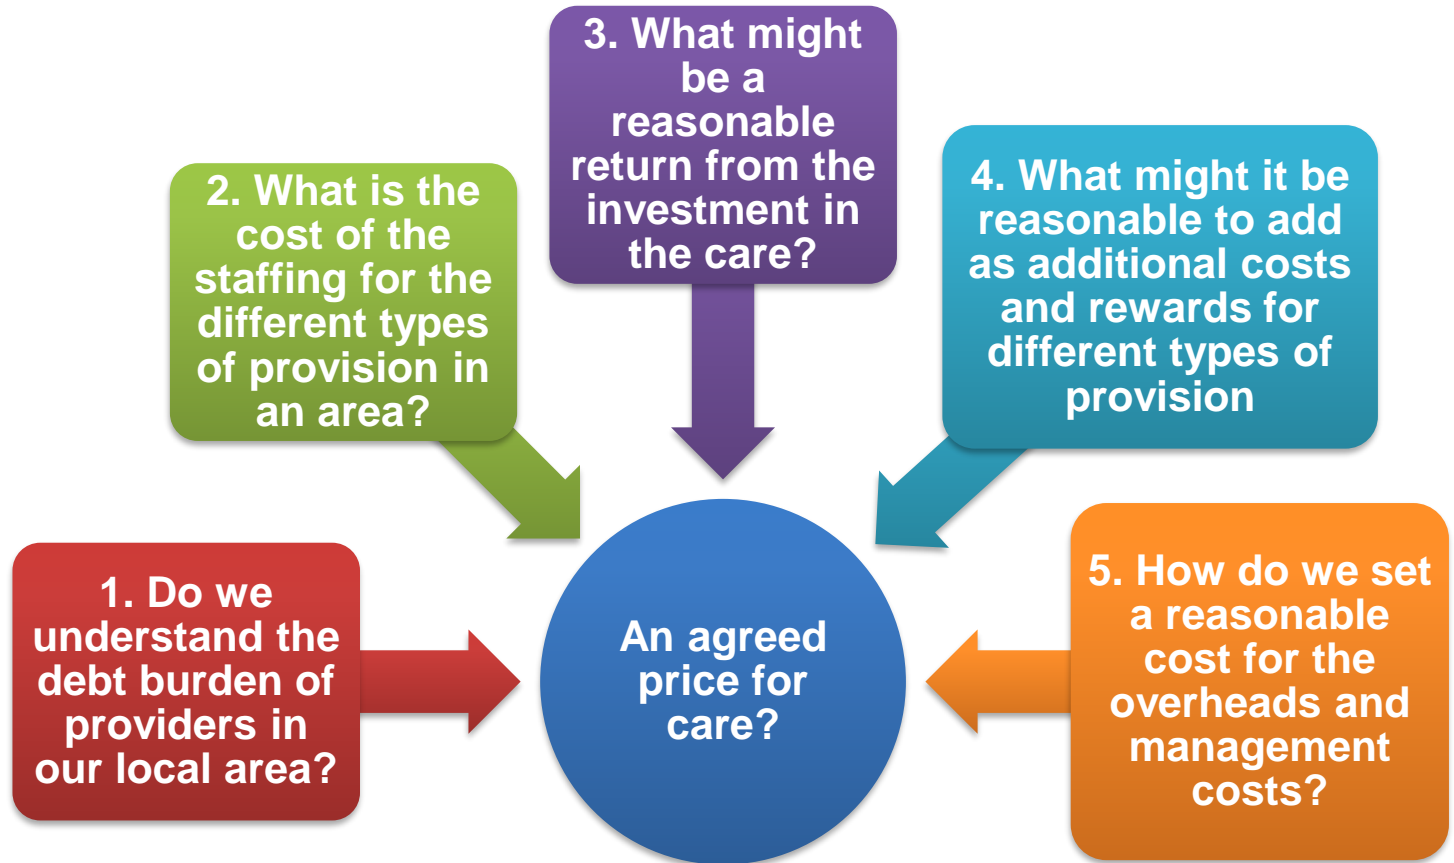 1. Do we
understand the
debt burden of
providers in
our local area?
2. What is the
cost of the
staffing for the
different types
of provision in
an area?
3. What might
be a
reasonable
return from the
investment in
the care?
4. What might it be
reasonable to add
as additional costs
and rewards for
different types of
provision
5. How do we set
a reasonable
cost for the
overheads and
management
costs?
An agreed
price for
care?